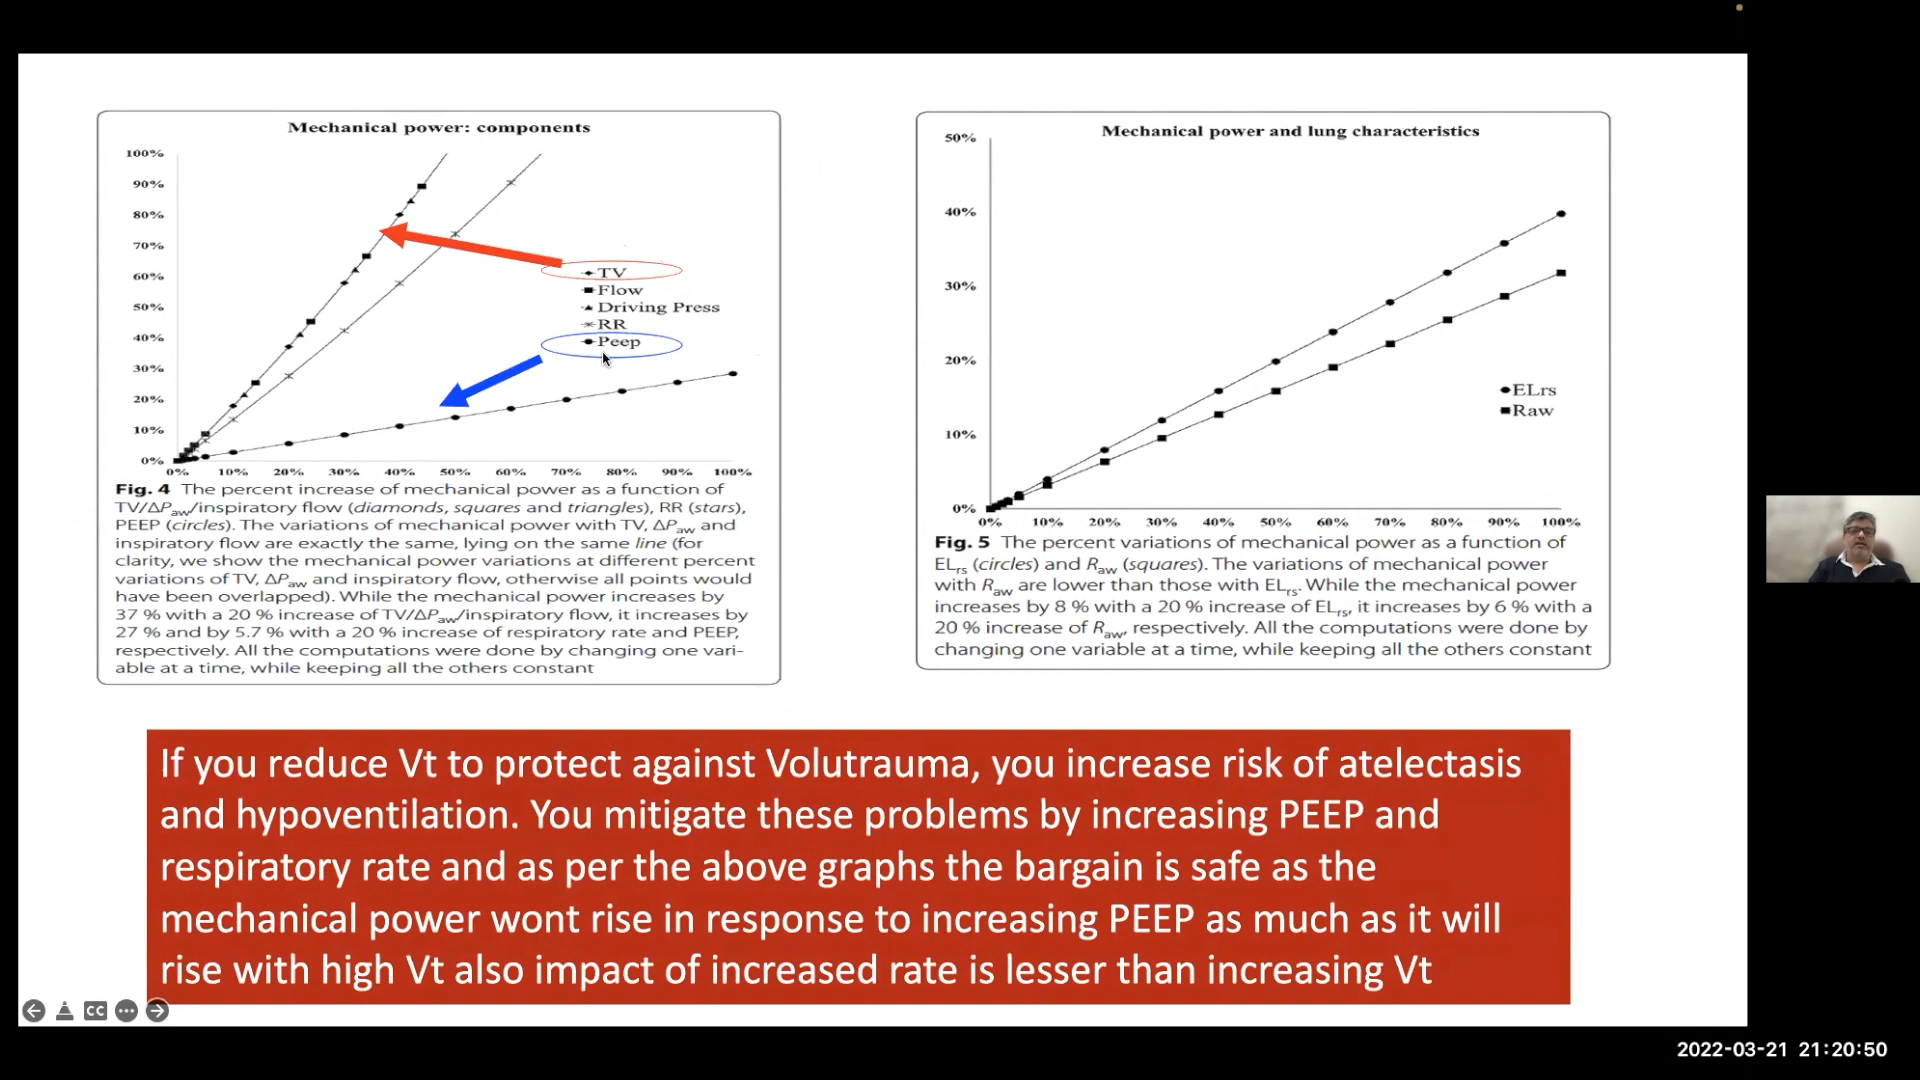 Mechanical power: components
100%
90%
80%
70%
60%
50%
40%
30%
20%
10%
0%
0% 10% 20% 30% 40% 50% 60% 70% 80% 90% 100%
TV
Flow
Driving Press
RR
Peep
Fig. 4 The percent increase of mechanical power as a function of
TV/ΔPaw/inspiratory flow (diamonds, squares and triangles), RR (stars),
PEEP (circles). The variations of mechanical power with TV, ΔPaw and
inspiratory flow are exactly the same, lying on the same line (for
clarity, we show the mechanical power variations at different percent
variations of TV, ΔPaw and inspiratory flow, otherwise all points would
have been overlapped). While the mechanical power increases by
37 % with a 20 % increase of TV/ΔPaw/inspiratory flow, it increases by
27 % and by 5.7 % with a 20 % increase of respiratory rate and PEEP,
respectively. All the computations were done by changing one vari-
able at a time, while keeping all the others constant
Mechanical power and lung characteristics
50%
40%
30%
20%
10%
0%
0% 10% 20% 30% 40% 50% 60% 70% 80% 90% 100%
ELrs
Raw
Fig. 5 The percent variations of mechanical power as a function of
ELrs (circles) and Raw (squares). The variations of mechanical power
with Raw are lower than those with ELrs. While the mechanical power
increases by 8 % with a 20 % increase of ELrs, it increases by 6 % with a
20 % increase of Raw, respectively. All the computations were done by
changing one variable at a time, while keeping all the others constant
If you reduce Vt to protect against Volutrauma, you increase risk of atelectasis
and hypoventilation. You mitigate these problems by increasing PEEP and
respiratory rate and as per the above graphs the bargain is safe as the
mechanical power wont rise in response to increasing PEEP as much as it will
rise with high Vt also impact of increased rate is lesser than increasing Vt
CC
2022-03-21 21:20:50